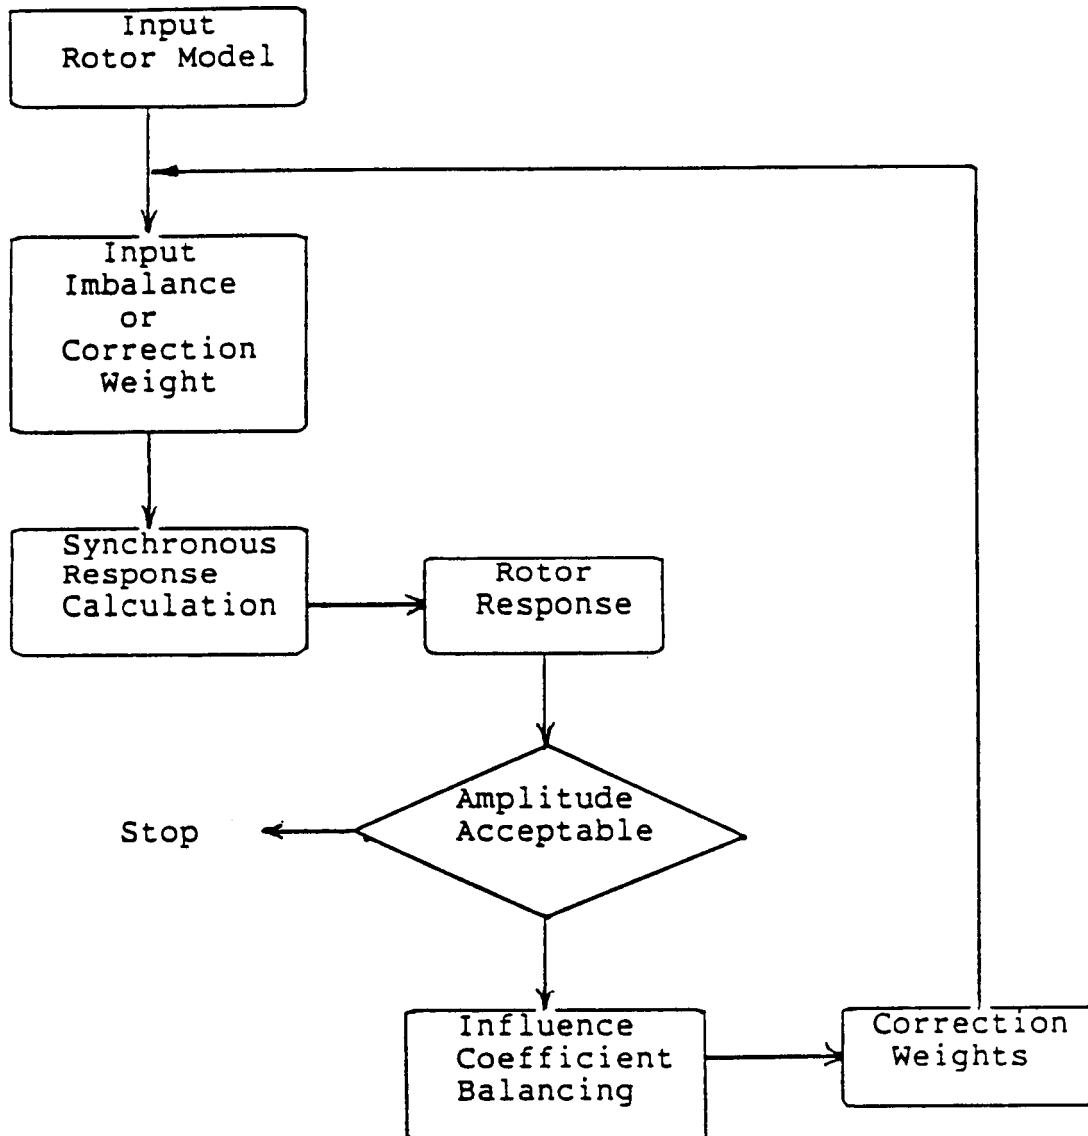 Input
Rotor Model
Input
Imbalance
or
Correction
Weight
Synchronous
Response
Calculation
Rotor
Response
Amplitude
Acceptable
Stop
Influence
Coefficient
Balancing
Correction
Weights